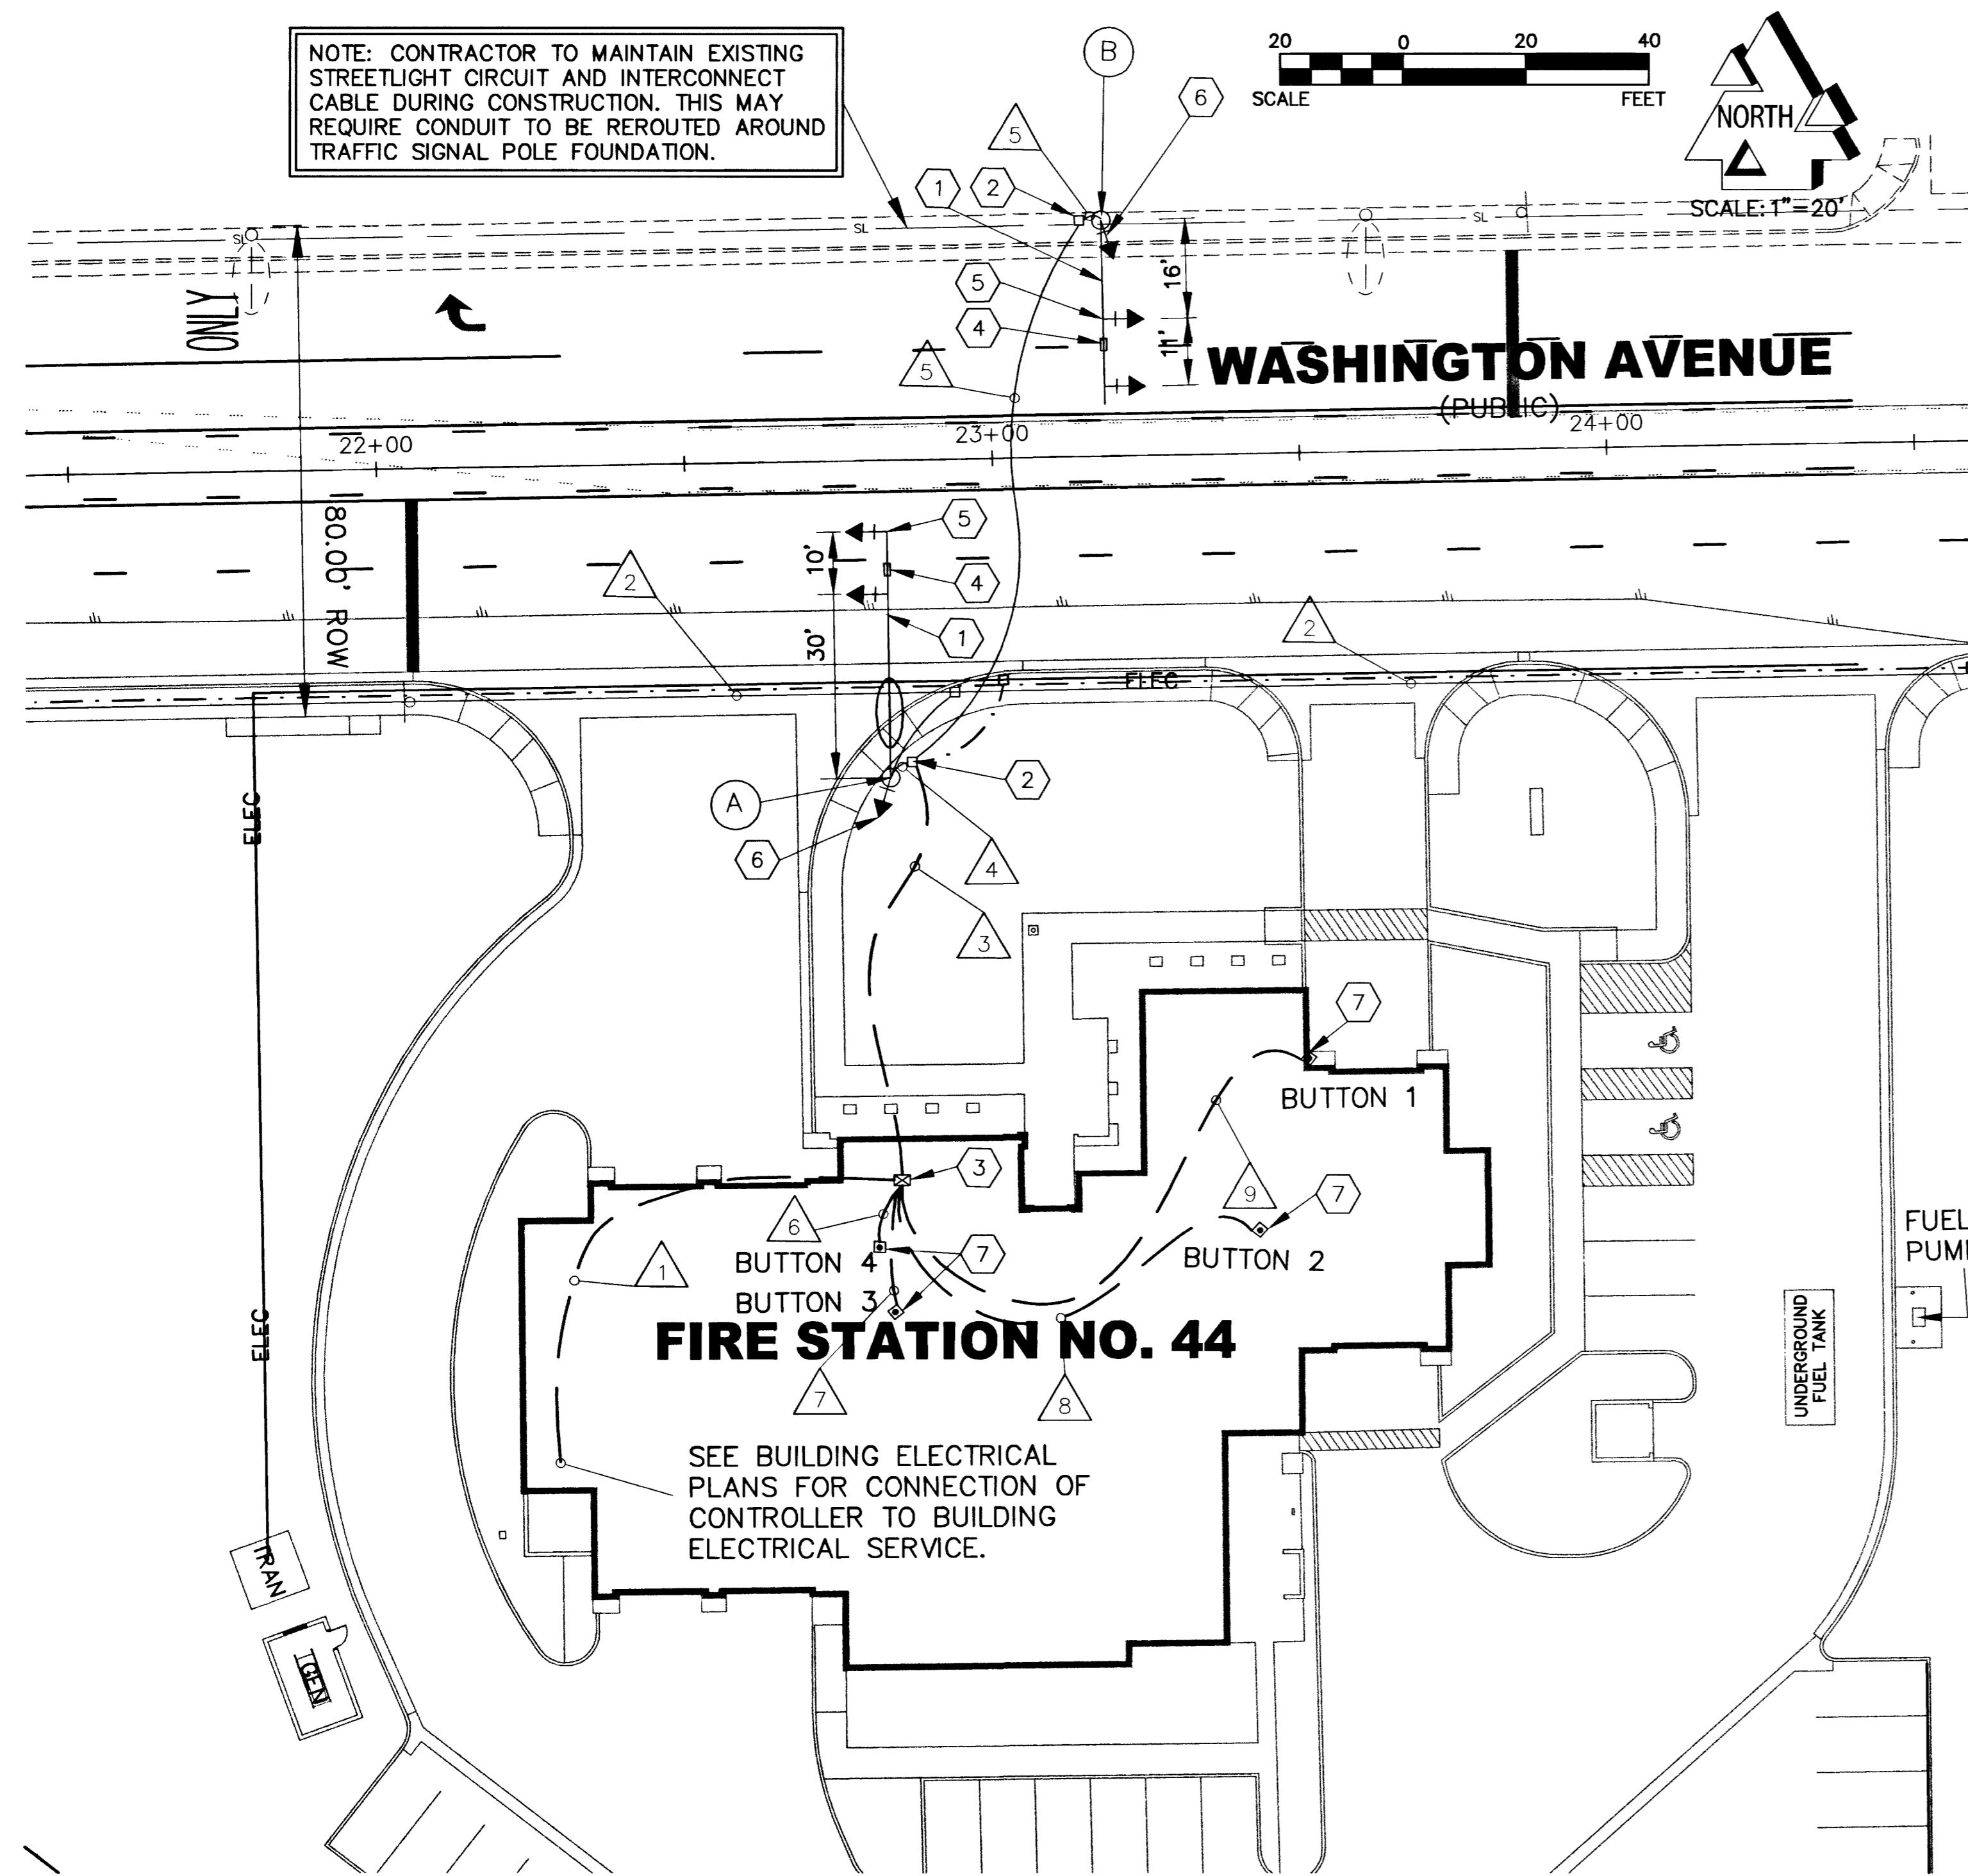 NOTE: CONTRACTOR TO MAINTAIN EXISTING
STREETLIGHT CIRCUIT AND INTERCONNECT
CABLE DURING CONSTRUCTION. THIS MAY
REQUIRE CONDUIT TO BE REROUTED AROUND
TRAFFIC SIGNAL POLE FOUNDATION.
B
6
5
20 0 20 40
SCALE FEET
NORTH
SCALE: 1"=20'
1
2
SL
SL
SL
ONLY
5
4
16'
11'
5
WASHINGTON AVENUE
(PUBLIC)
22+00
23+00
24+00
80.00' ROW
5
10'
4
2
1
30'
2
ELEC
2
A
6
4
3
ELEC
7
BUTTON 1
3
9
7
6
BUTTON 2
BUTTON 4
7
1
BUTTON 3
FIRE STATION NO. 44
7
8
FUEL
ELEC
UNDERGROUND
FUEL TANK
SEE BUILDING ELECTRICAL
PLANS FOR CONNECTION OF
CONTROLLER TO BUILDING
ELECTRICAL SERVICE.
TRAN
GEN